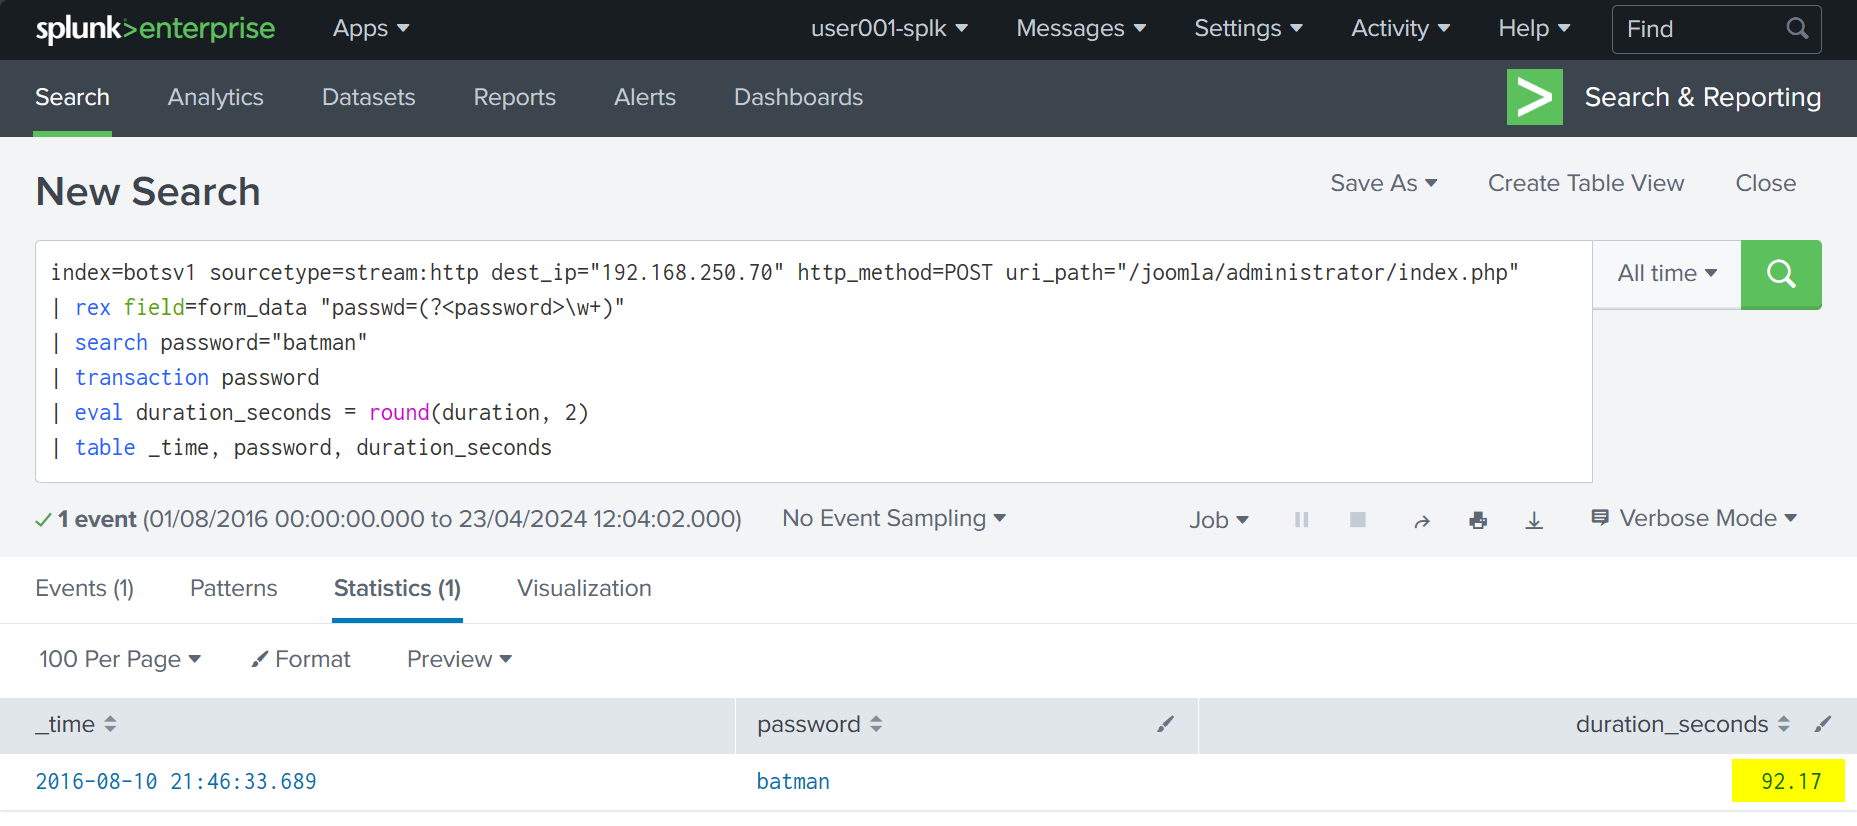 splunk>enterprise Apps user001-splk Messages Settings Activity Help Find
Search Analytics Datasets Reports Alerts Dashboards > Search & Reporting
New Search Save As Create Table View Close
index=botsv1 sourcetype=stream:http dest_ip="192.168.250.70" http_method=POST uri_path="/joomla/administrator/index.php" All time
| rex field=form_data "passwd=(?<password>\w+)"
| search password="batman"
| transaction password
| eval duration_seconds = round(duration, 2)
| table _time, password, duration_seconds
✓ 1 event (01/08/2016 00:00:00.000 to 23/04/2024 12:04:02.000) No Event Sampling Job Verbose Mode
Events (1) Patterns Statistics (1) Visualization
100 Per Page Format Preview
_time password duration_seconds
2016-08-10 21:46:33.689 batman 92.17